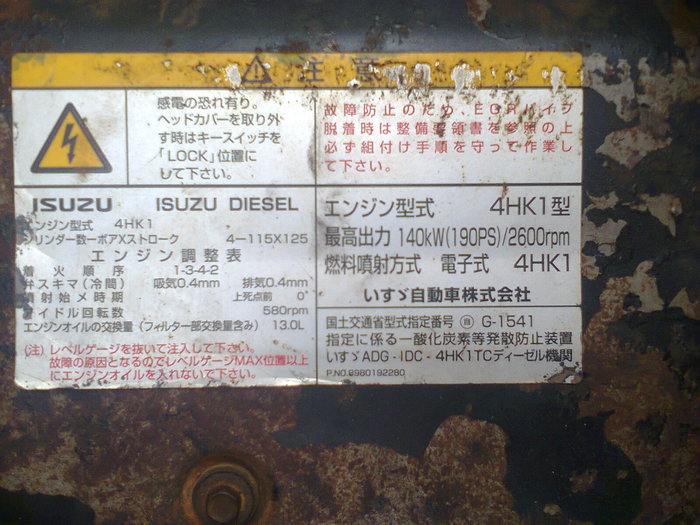 注意
感電の恐れ有り。
ヘッドカバーを取り外
す時はキースイッチを
「LOCK」位置に
して下さい。
故障防止のため、EGRパイプ
脱着時は整備要領書を参照の上
必ず組付け手順を守って作業し
て下さい。
ISUZU ISUZU DIESEL
エンジン型式 4HK1
シリンダー数ーボアXストローク 4ー115X125
エンジン調整表
着火順序 1-3-4-2
弁スキマ(冷間) 吸気0.4mm 排気0.4mm
噴射始メ時期 上死点前 0°
アイドル回転数 580rpm
エンジンオイルの交換量(フィルター部交換量含み) 13.0L
(注)レベルゲージを抜いて注入して下さい。
故障の原因となるのでレベルゲージMAX位置以上
にエンジンオイルを入れないで下さい。
エンジン型式 4HK1型
最高出力 140kW(190PS)/2600rpm
燃料噴射方式 電子式 4HK1
いすゞ自動車株式会社
国土交通省型式指定番号 自 G-1541
指定に係る一酸化炭素等発散防止装置
いすゞADG-IDC-4HK1TCディーゼル機関
P.NO.8980192280